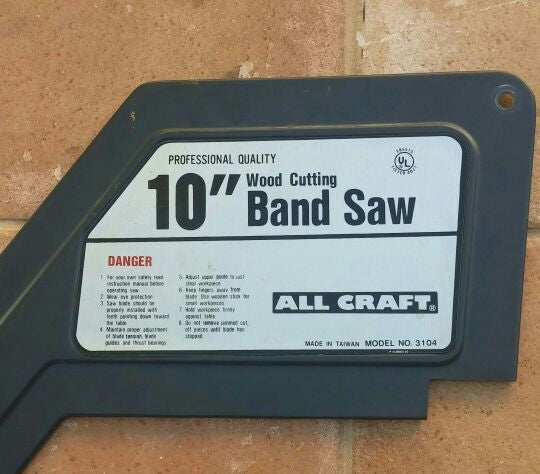 PROFESSIONAL QUALITY
10" Wood Cutting
Band Saw
UL
DANGER
1 For your own safety read
instruction manual before
operating saw
2 Wear eye protection
3 Saw blade should be
properly installed with
teeth pointing down toward
the table.
4 Maintain proper adjustment
of blade tension, blade
guides and thrust bearings.
5 Adjust upper guide to just
clear workpiece.
6 Keep fingers away from
blade. Use wooden stick for
small workpieces
7 Hold workpiece firmly
against table
8 Do not remove jammed cut,
off pieces until blade has
stopped.
ALL CRAFT®
MADE IN TAIWAN MODEL NO. 3104